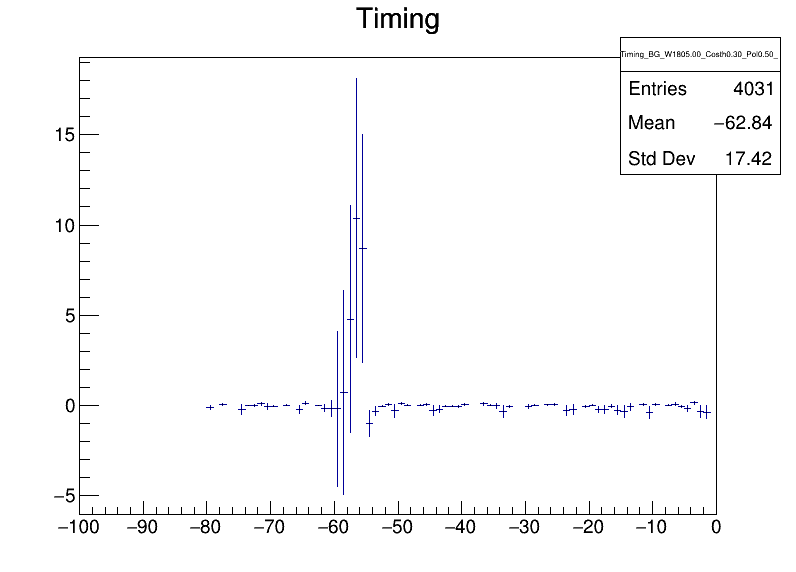 Timing
Timing_BG_W1805.00_Costh0.30_Pol0.50_
Entries 4031
Mean −62.84
Std Dev 17.42
15
10
5
0
−5
−100 −90 −80 −70 −60 −50 −40 −30 −20 −10 0